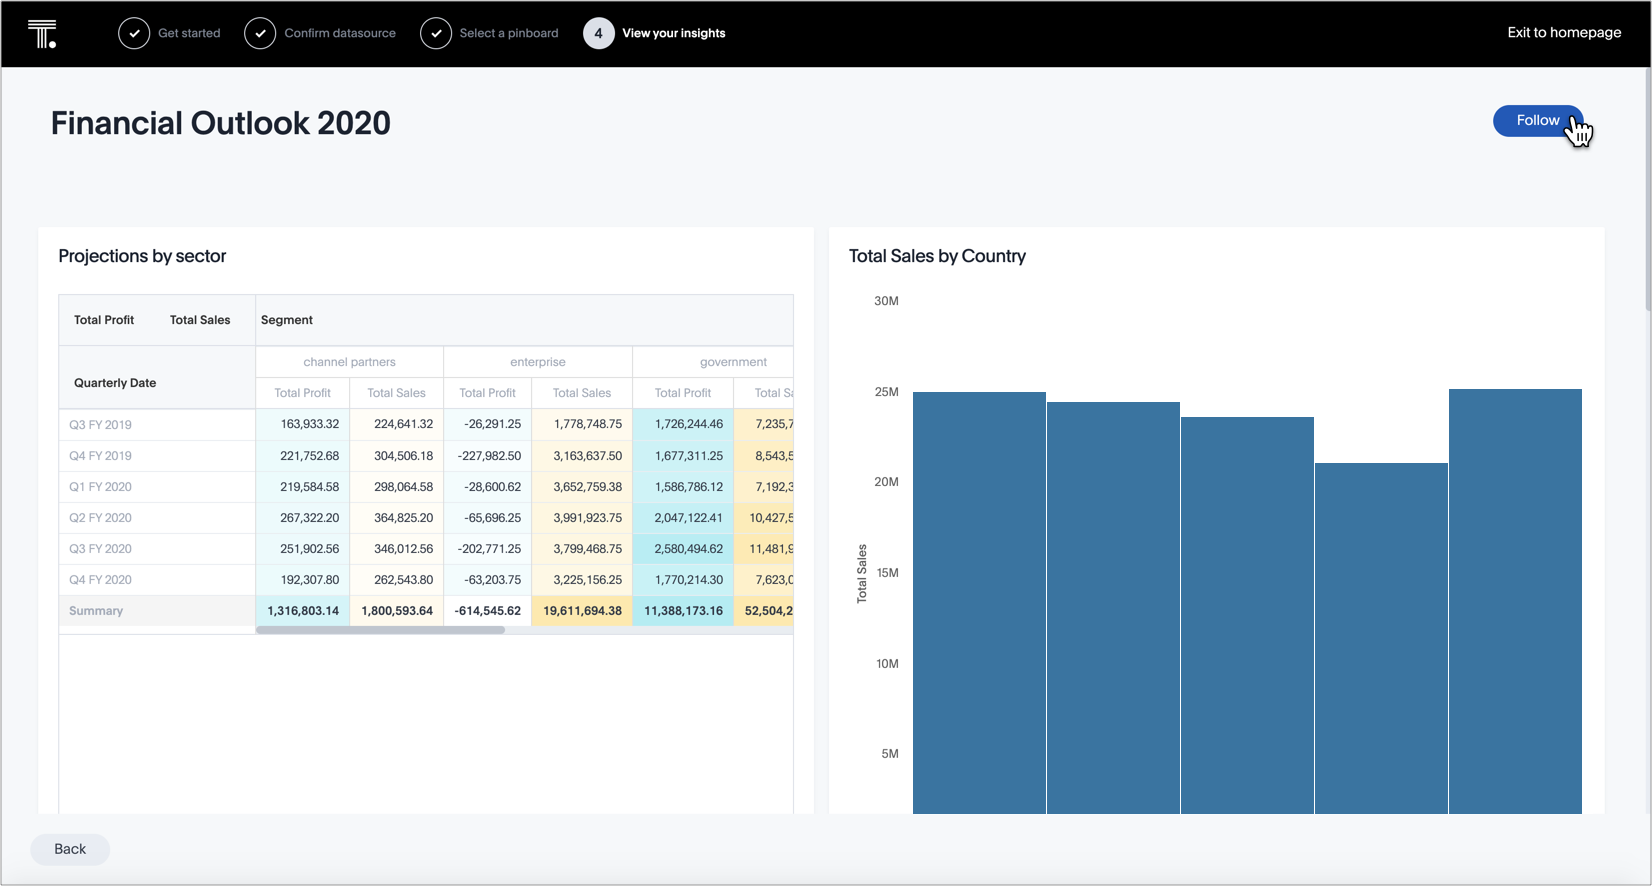 T.
Get started
Confirm datasource
Select a pinboard
4 View your insights
Exit to homepage
Financial Outlook 2020
Follow
Projections by sector
Total Profit Total Sales Segment
channel partners enterprise government
Quarterly Date
Total Profit Total Sales Total Profit Total Sales Total Profit Total Sa
Q3 FY 2019 163,933.32 224,641.32 -26,291.25 1,778,748.75 1,726,244.46 7,235,7
Q4 FY 2019 221,752.68 304,506.18 -227,982.50 3,163,637.50 1,677,311.25 8,543,5
Q1 FY 2020 219,584.58 298,064.58 -28,600.62 3,652,759.38 1,586,786.12 7,192,3
Q2 FY 2020 267,322.20 364,825.20 -65,696.25 3,991,923.75 2,047,122.41 10,427,5
Q3 FY 2020 251,902.56 346,012.56 -202,771.25 3,799,468.75 2,580,494.62 11,481,9
Q4 FY 2020 192,307.80 262,543.80 -63,203.75 3,225,156.25 1,770,214.30 7,623,0
Summary 1,316,803.14 1,800,593.64 -614,545.62 19,611,694.38 11,388,173.16 52,504,2
Total Sales by Country
30M
25M
20M
15M
10M
5M
Total Sales
Back